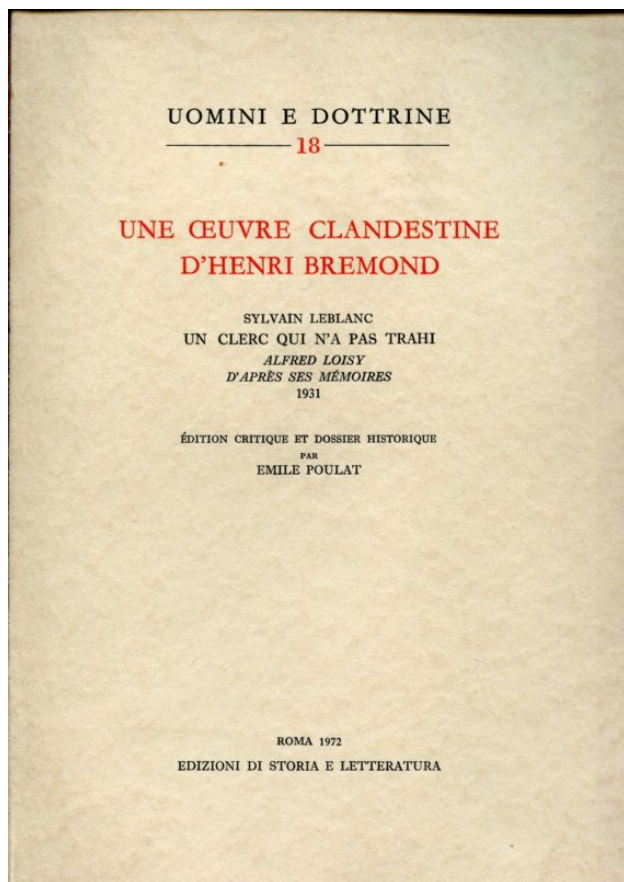 UOMINI E DOTTRINE
18
UNE ŒUVRE CLANDESTINE
D'HENRI BREMOND
SYLVAIN LEBLANC
UN CLERC QUI N'A PAS TRAHI
ALFRED LOISY
D'APRÈS SES MÉMOIRES
1931
ÉDITION CRITIQUE ET DOSSIER HISTORIQUE
PAR
EMILE POULAT
ROMA 1972
EDIZIONI DI STORIA E LETTERATURA